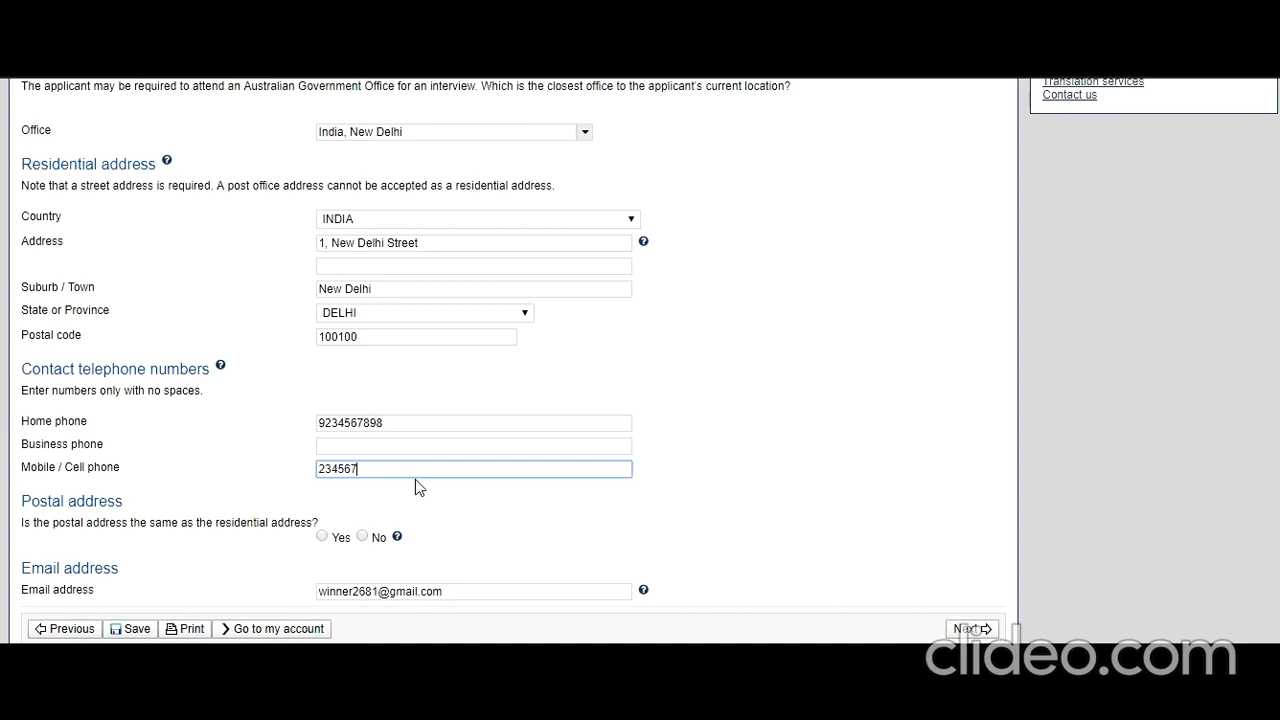 Translation services
The applicant may be required to attend an Australian Government Office for an interview. Which is the closest office to the applicant's current location?
Contact us
Office
India, New Delhi
Residential address
Note that a street address is required. A post office address cannot be accepted as a residential address.
Country
INDIA
Address
1, New Delhi Street
Suburb / Town
New Delhi
State or Province
DELHI
Postal code
100100
Contact telephone numbers
Enter numbers only with no spaces.
Home phone
9234567898
Business phone
Mobile / Cell phone
234567
Postal address
Is the postal address the same as the residential address?
Yes No
Email address
Email address
winner2681@gmail.com
Previous Save Print Go to my account Next
clideo.com